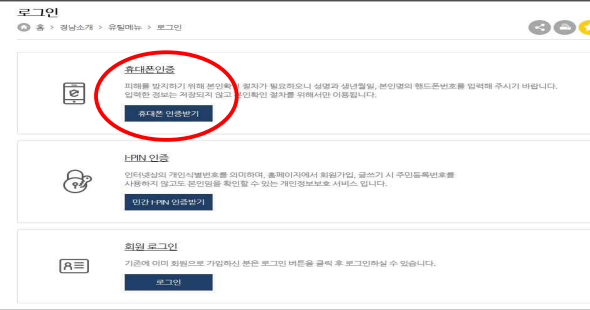 로그인
홈 > 경남소개 > 유틸메뉴 > 로그인
휴대폰인증
피해를 방지하기 위해 본인확인 절차가 필요하오니 성명과 생년월일, 본인명의 핸드폰번호를 입력해 주시기 바랍니다.
입력한 정보는 저장되지 않고 본인확인 절차를 위해서만 이용됩니다.
휴대폰 인증받기
I-PIN 인증
인터넷상의 개인식별번호를 의미하며, 홈페이지에서 회원가입, 글쓰기 시 주민등록번호를
사용하지 않고도 본인임을 확인할 수 있는 개인정보보호 서비스 입니다.
민간 I-PIN 인증받기
회원 로그인
기존에 이미 회원으로 가입하신 분은 로그인 버튼을 클릭 후 로그인하실 수 있습니다.
로그인